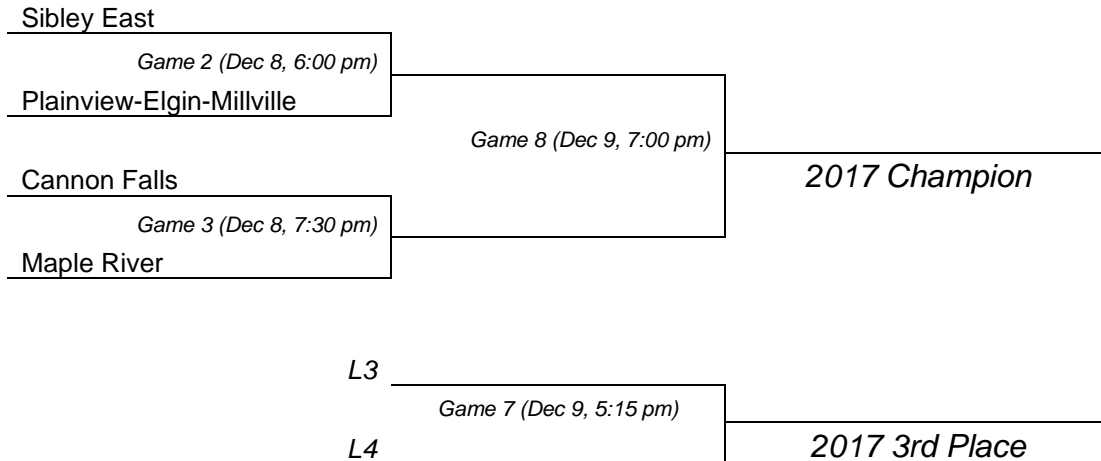 Sibley East
Game 2 (Dec 8, 6:00 pm)
Plainview-Elgin-Millville
Game 8 (Dec 9, 7:00 pm)
2017 Champion
Cannon Falls
Game 3 (Dec 8, 7:30 pm)
Maple River
L3
Game 7 (Dec 9, 5:15 pm)
L4
2017 3rd Place